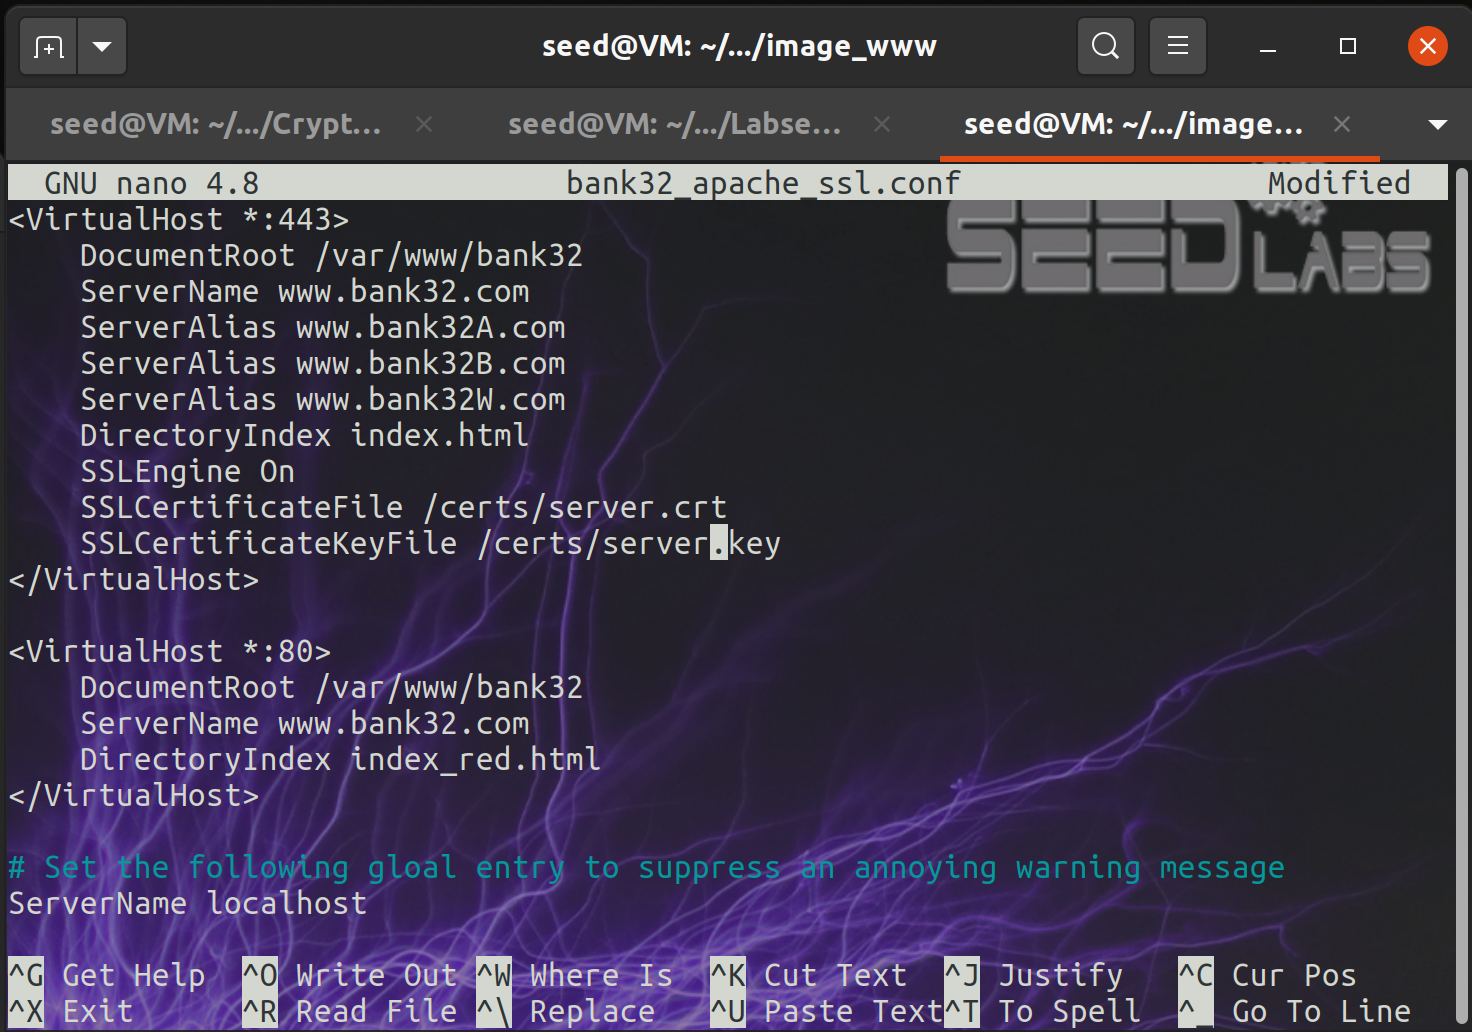 seed@VM: ~/.../image_www
seed@VM: ~/.../Crypt... seed@VM: ~/.../Labse... seed@VM: ~/.../image...
GNU nano 4.8 bank32_apache_ssl.conf Modified
<VirtualHost *:443>
    DocumentRoot /var/www/bank32
    ServerName www.bank32.com
    ServerAlias www.bank32A.com
    ServerAlias www.bank32B.com
    ServerAlias www.bank32W.com
    DirectoryIndex index.html
    SSLEngine On
    SSLCertificateFile /certs/server.crt
    SSLCertificateKeyFile /certs/server.key
</VirtualHost>
<VirtualHost *:80>
    DocumentRoot /var/www/bank32
    ServerName www.bank32.com
    DirectoryIndex index_red.html
</VirtualHost>
# Set the following gloal entry to suppress an annoying warning message
ServerName localhost
^G Get Help ^O Write Out ^W Where Is ^K Cut Text ^J Justify ^C Cur Pos
^X Exit ^R Read File ^\ Replace ^U Paste Text ^T To Spell ^_ Go To Line
SEED LABS